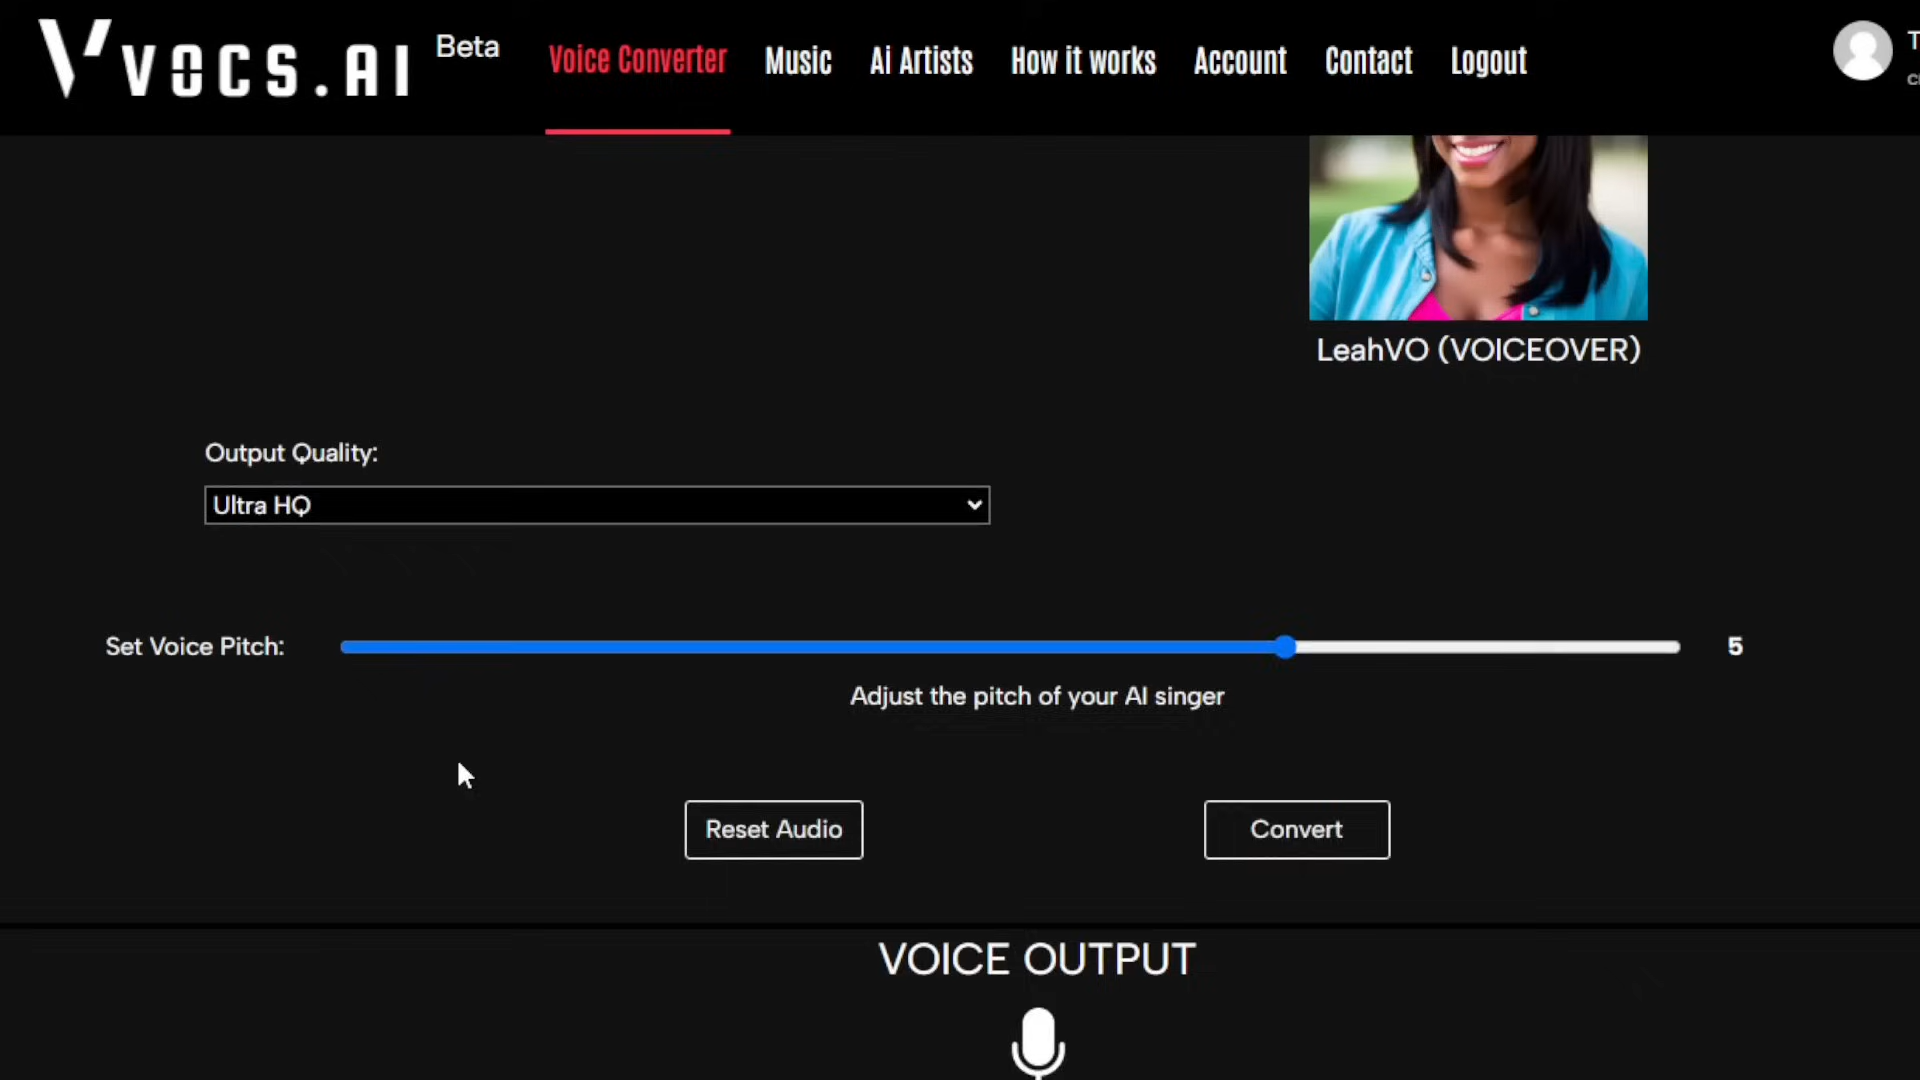 VOCS.AI Beta
Voice Converter Music Ai Artists How it works Account Contact Logout
LeahVO (VOICEOVER)
Output Quality:
Ultra HQ
Set Voice Pitch: 5
Adjust the pitch of your AI singer
Reset Audio Convert
VOICE OUTPUT